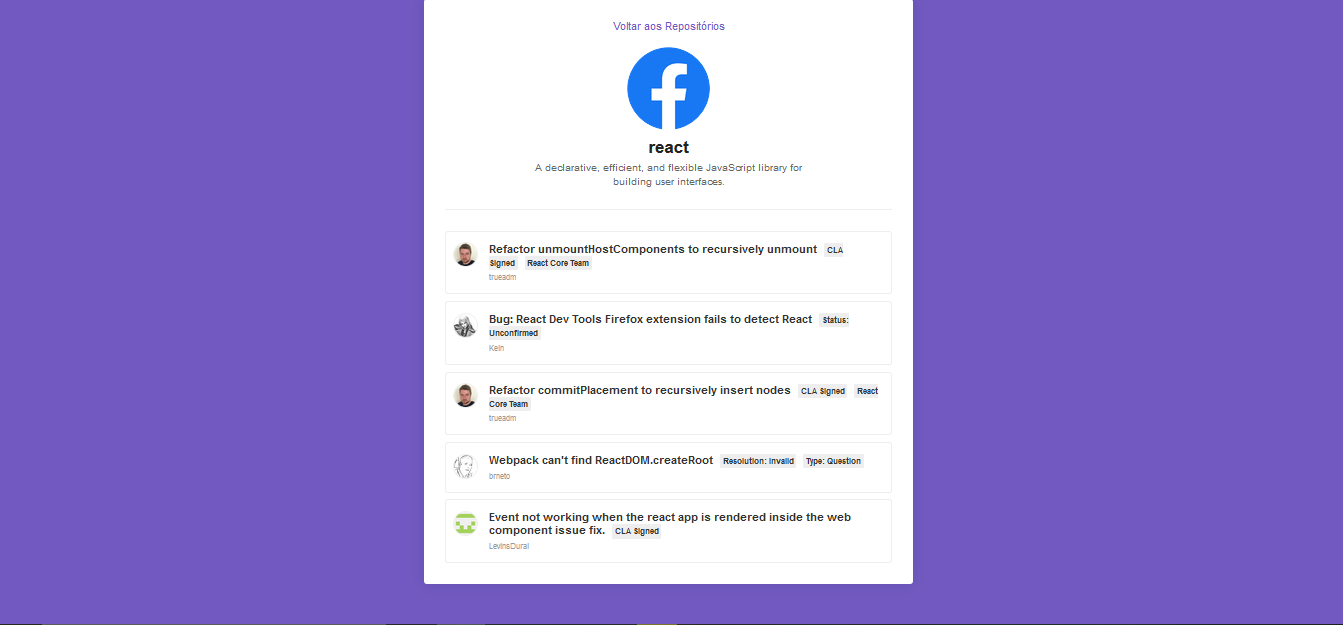 Voltar aos Repositórios
react
A declarative, efficient, and flexible JavaScript library for
building user interfaces.
Refactor unmountHostComponents to recursively unmount CLA
Signed React Core Team
trueadm
Bug: React Dev Tools Firefox extension fails to detect React Status:
Unconfirmed
Kein
Refactor commitPlacement to recursively insert nodes CLA Signed React
Core Team
trueadm
Webpack can't find ReactDOM.createRoot Resolution: Invalid Type: Question
brneto
Event not working when the react app is rendered inside the web
component issue fix. CLA Signed
LevinsDurai